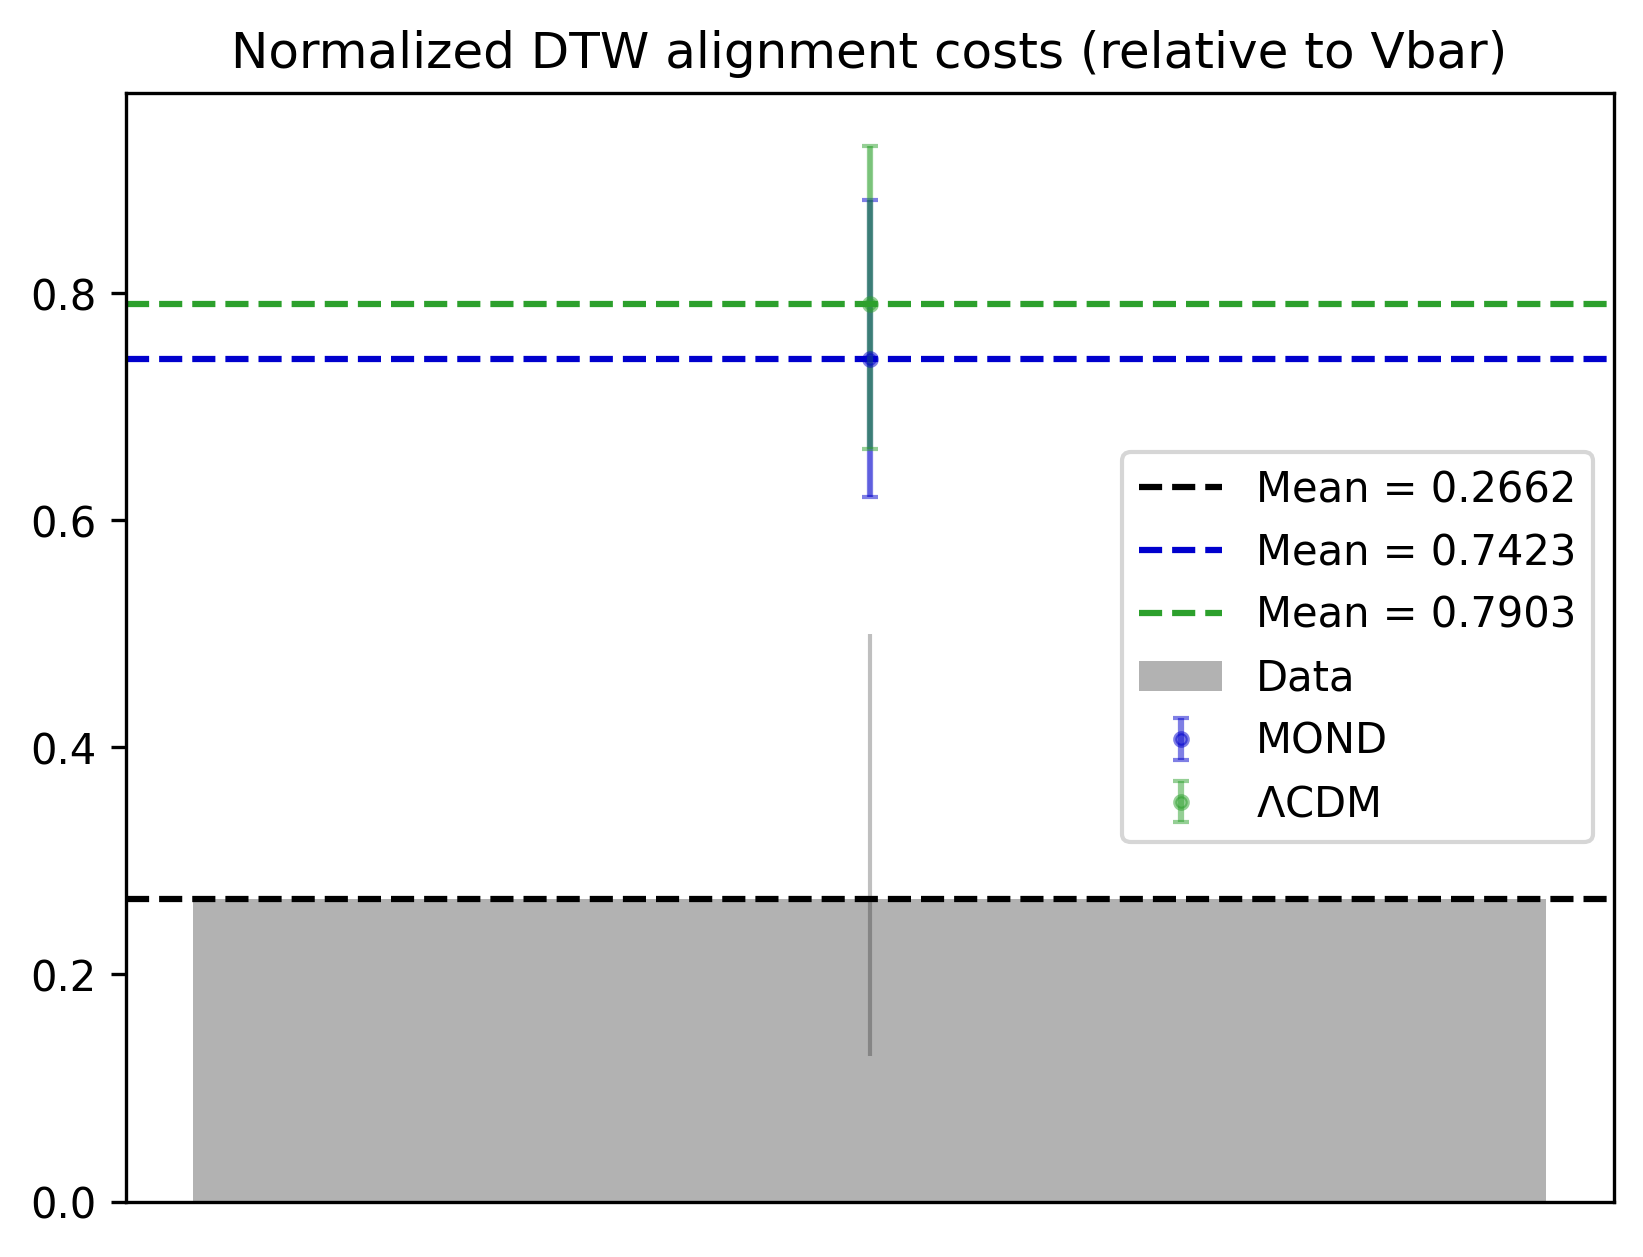 Normalized DTW alignment costs (relative to Vbar)
0.8
0.6
0.4
0.2
0.0
Mean = 0.2662
Mean = 0.7423
Mean = 0.7903
Data
MOND
ΛCDM